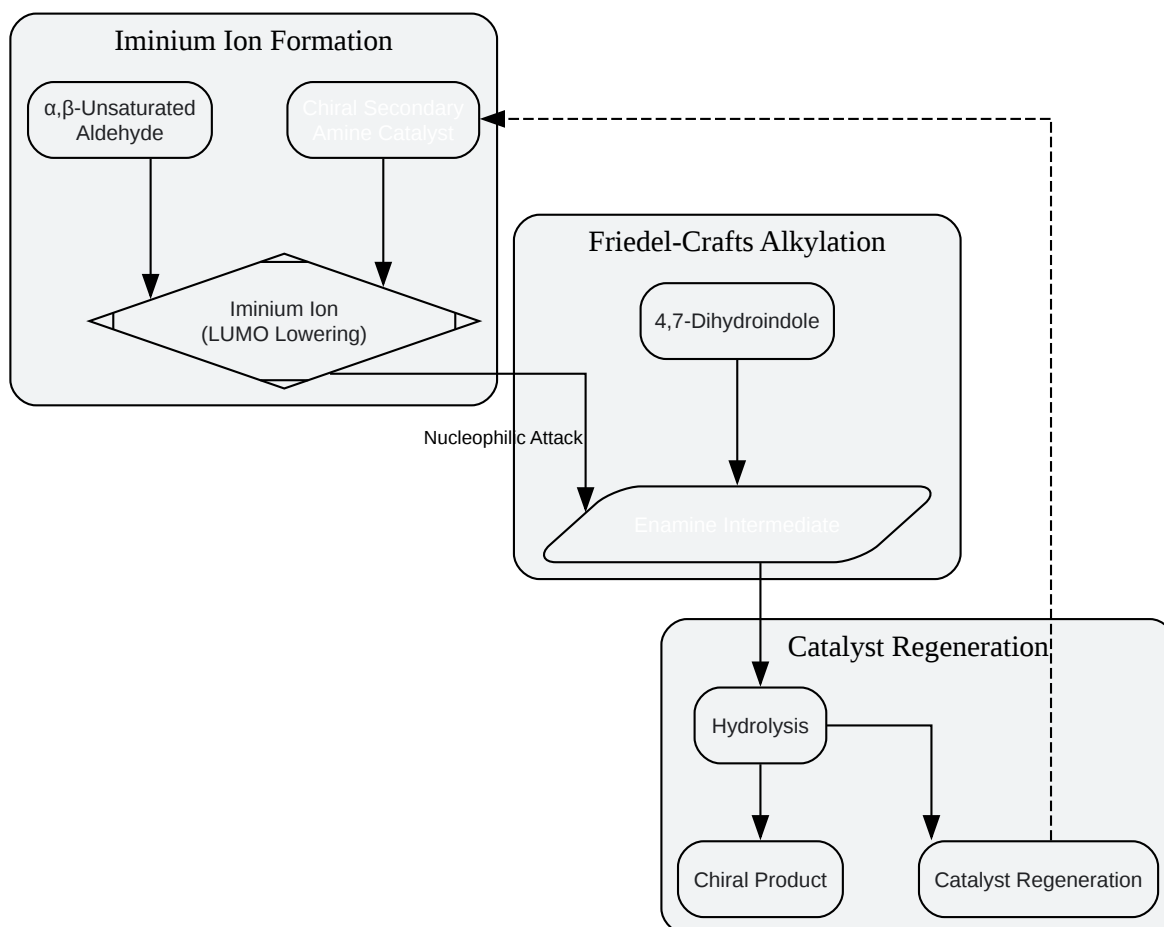 Iminium Ion Formation
α,β-Unsaturated
Aldehyde
Chiral Secondary
Amine Catalyst
Iminium Ion
(LUMO Lowering)
Friedel-Crafts Alkylation
4,7-Dihydroindole
Nucleophilic Attack
Enamine Intermediate
Catalyst Regeneration
Hydrolysis
Chiral Product
Catalyst Regeneration